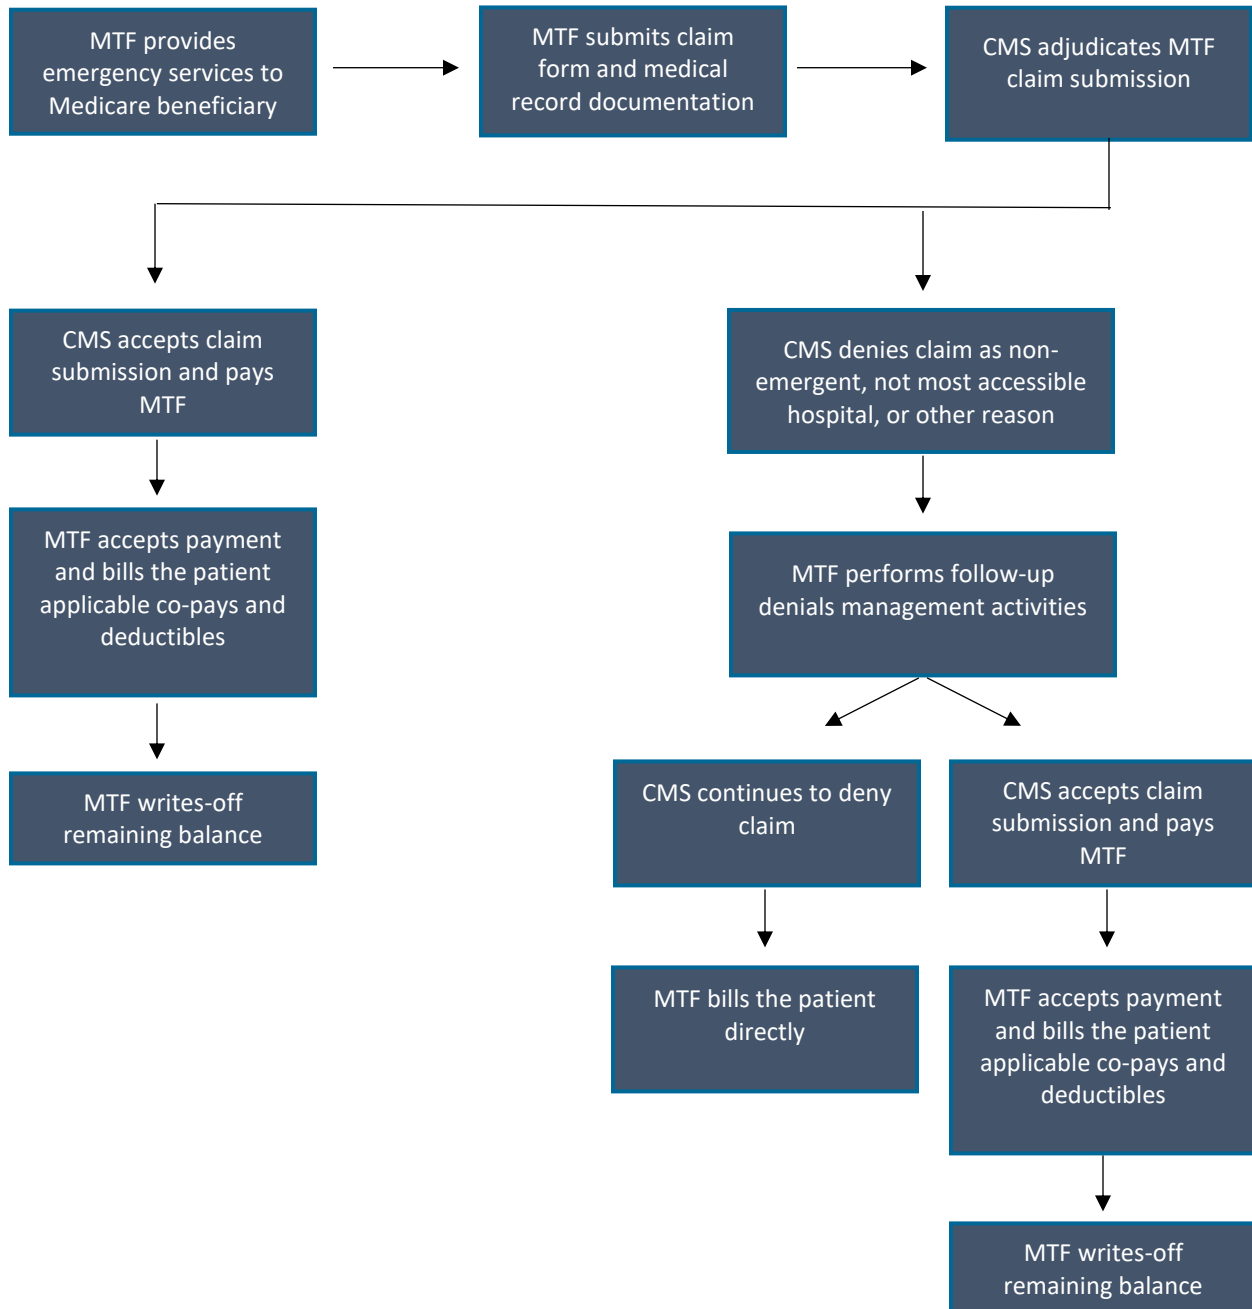 MTF provides
emergency services to
Medicare beneficiary
MTF submits claim
form and medical
record documentation
CMS adjudicates MTF
claim submission
CMS accepts claim
submission and pays
MTF
CMS denies claim as non-
emergent, not most accessible
hospital, or other reason
MTF accepts payment
and bills the patient
applicable co-pays and
deductibles
MTF performs follow-up
denials management activities
MTF writes-off
remaining balance
CMS continues to deny
claim
CMS accepts claim
submission and pays
MTF
MTF bills the patient
directly
MTF accepts payment
and bills the patient
applicable co-pays and
deductibles
MTF writes-off
remaining balance